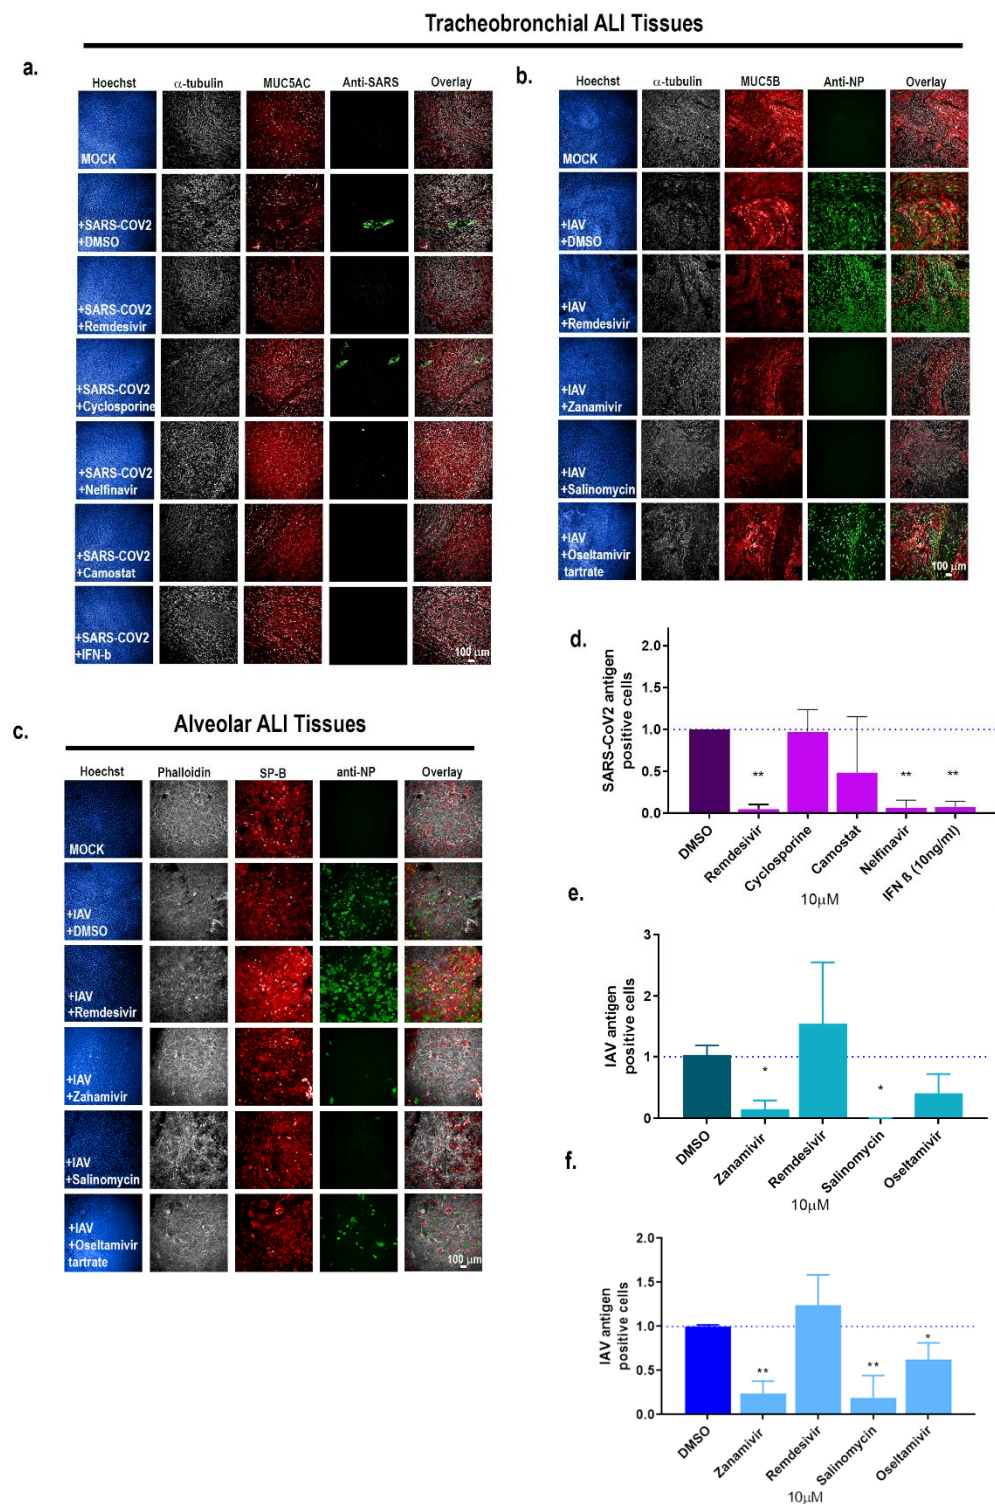 Tracheobronchial ALI Tissues
a.
Hoechst α-tubulin MUC5AC Anti-SARS Overlay
MOCK
+SARS-COV2
+DMSO
+SARS-COV2
+Remdesivir
+SARS-COV2
+Cyclosporine
+SARS-COV2
+Nelfinavir
+SARS-COV2
+Camostat
+SARS-COV2
+IFN-b
100 µm
b.
Hoechst α-tubulin MUC5B Anti-NP Overlay
MOCK
+IAV
+DMSO
+IAV
+Remdesivir
+IAV
+Zanamivir
+IAV
+Salinomycin
+IAV
+Oseltamivir
tartrate
100 µm
c.
Alveolar ALI Tissues
Hoechst Phalloidin SP-B anti-NP Overlay
MOCK
+IAV
+DMSO
+IAV
+Remdesivir
+IAV
+Zanamivir
+IAV
+Salinomycin
+IAV
+Oseltamivir
tartrate
100 µm
d.
SARS-CoV2 antigen
positive cells
2.0
1.5
1.0
0.5
0.0
** ** **
DMSO Remdesivir Cyclosporine Camostat Nelfinavir IFN ß (10ng/ml)
10µM
e.
IAV antigen
positive cells
3
2
1
0
* *
DMSO Zanamivir Remdesivir Salinomycin Oseltamivir
10µM
f.
IAV antigen
positive cells
2.0
1.5
1.0
0.5
0.0
** ** *
DMSO Zanamivir Remdesivir Salinomycin Oseltamivir
10µM